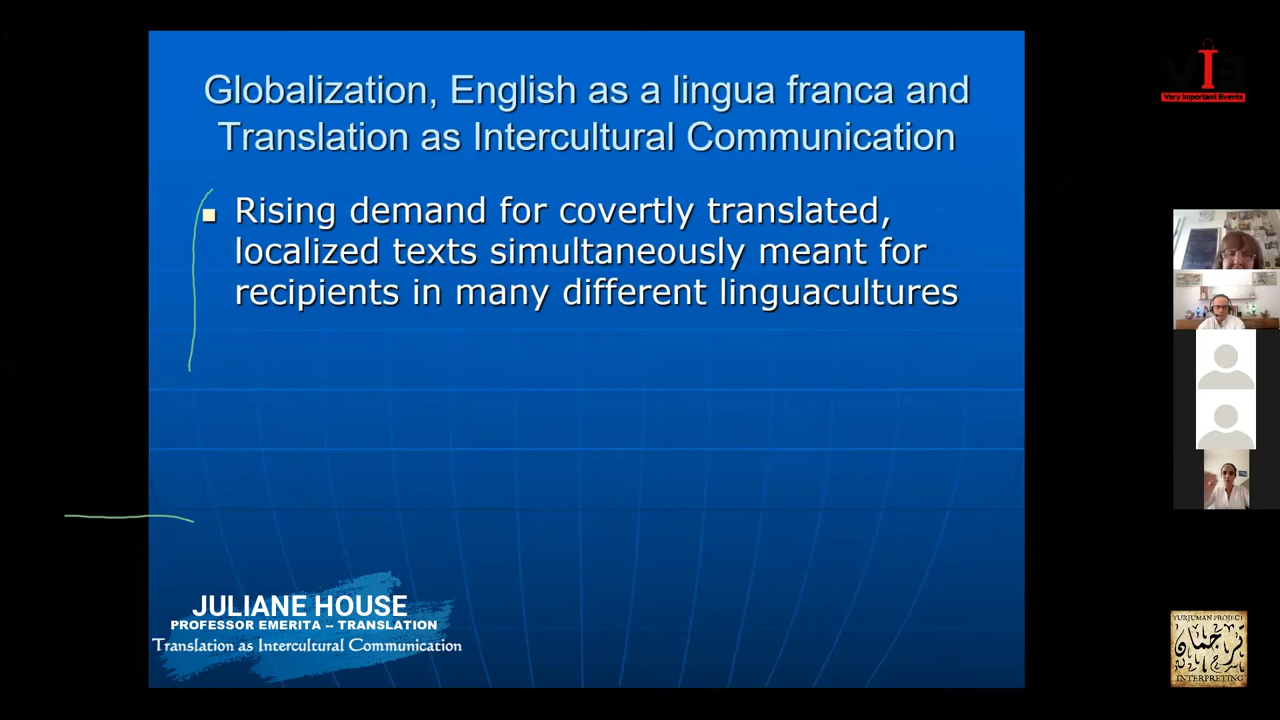 Globalization, English as a lingua franca and
Translation as Intercultural Communication
Rising demand for covertly translated,
localized texts simultaneously meant for
recipients in many different linguacultures
JULIANE HOUSE
PROFESSOR EMERITA -- TRANSLATION
Translation as Intercultural Communication
Very Important Events
TURJUMAN PROJECT
ترجمان
INTERPRETING